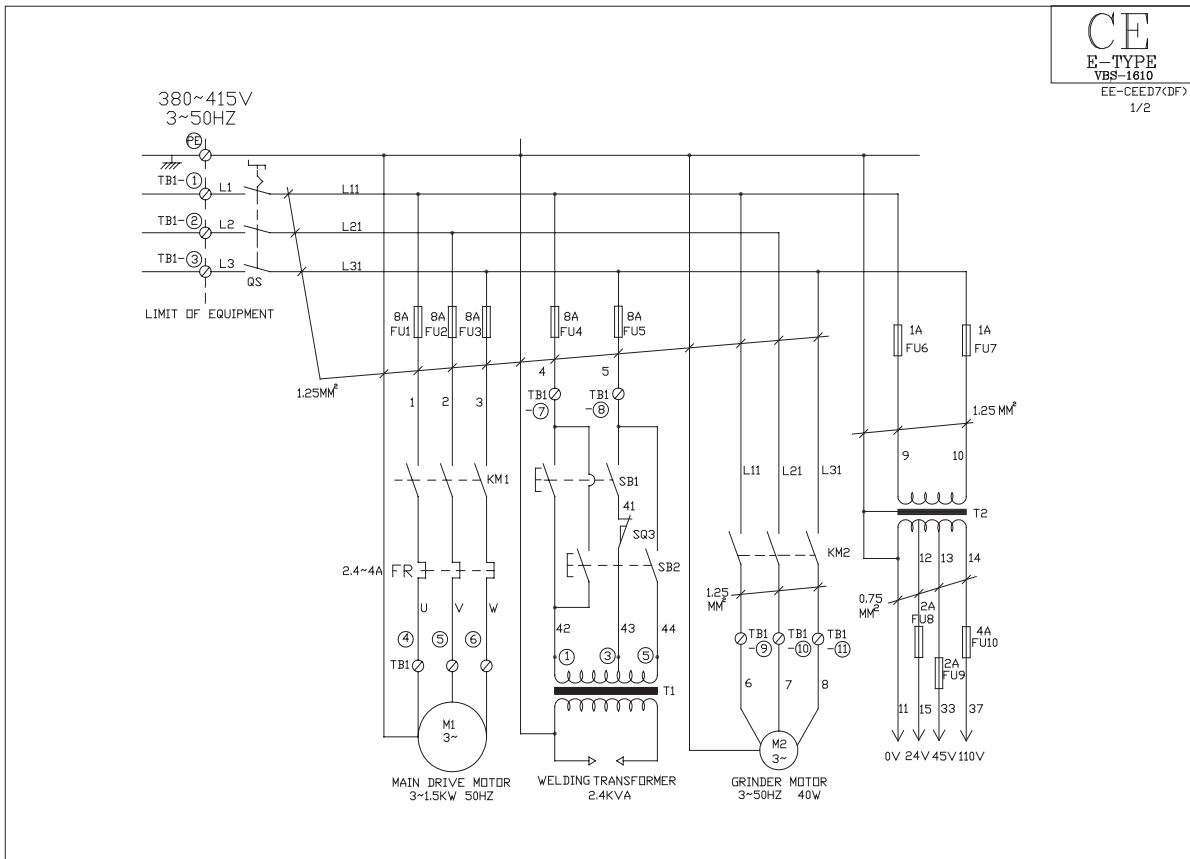 CE
E-TYPE
VBS-1610
EE-CEED7(DF)
1/2
380~415V
3~50HZ
PE
TB1-① L1 L11
TB1-② L2 L21
TB1-③ L3 L31
QS
LIMIT OF EQUIPMENT
8A FU1
8A FU2
8A FU3
8A FU4
8A FU5
1A FU6
1A FU7
1.25MM²
1.25 MM²
1 2 3
4 5
TB1 -⑦
TB1 -⑧
9 10
KM1
SB1
41
SQ3
SB2
L11 L21 L31
KM2
T2
12 13 14
2.4~4A FR
U V W
④ ⑤ ⑥
TB1
42 43 44
① ③ ⑤
T1
1.25 MM²
TB1 -⑨
TB1 -⑩
TB1 -⑪
6 7 8
0.75 MM²
2A FU8
2A FU9
4A FU10
11 15 33 37
0V 24V 45V 110V
M1 3~
M2 3~
MAIN DRIVE MOTOR
3~1.5KW 50HZ
WELDING TRANSFORMER
2.4KVA
GRINDER MOTOR
3~50HZ 40W